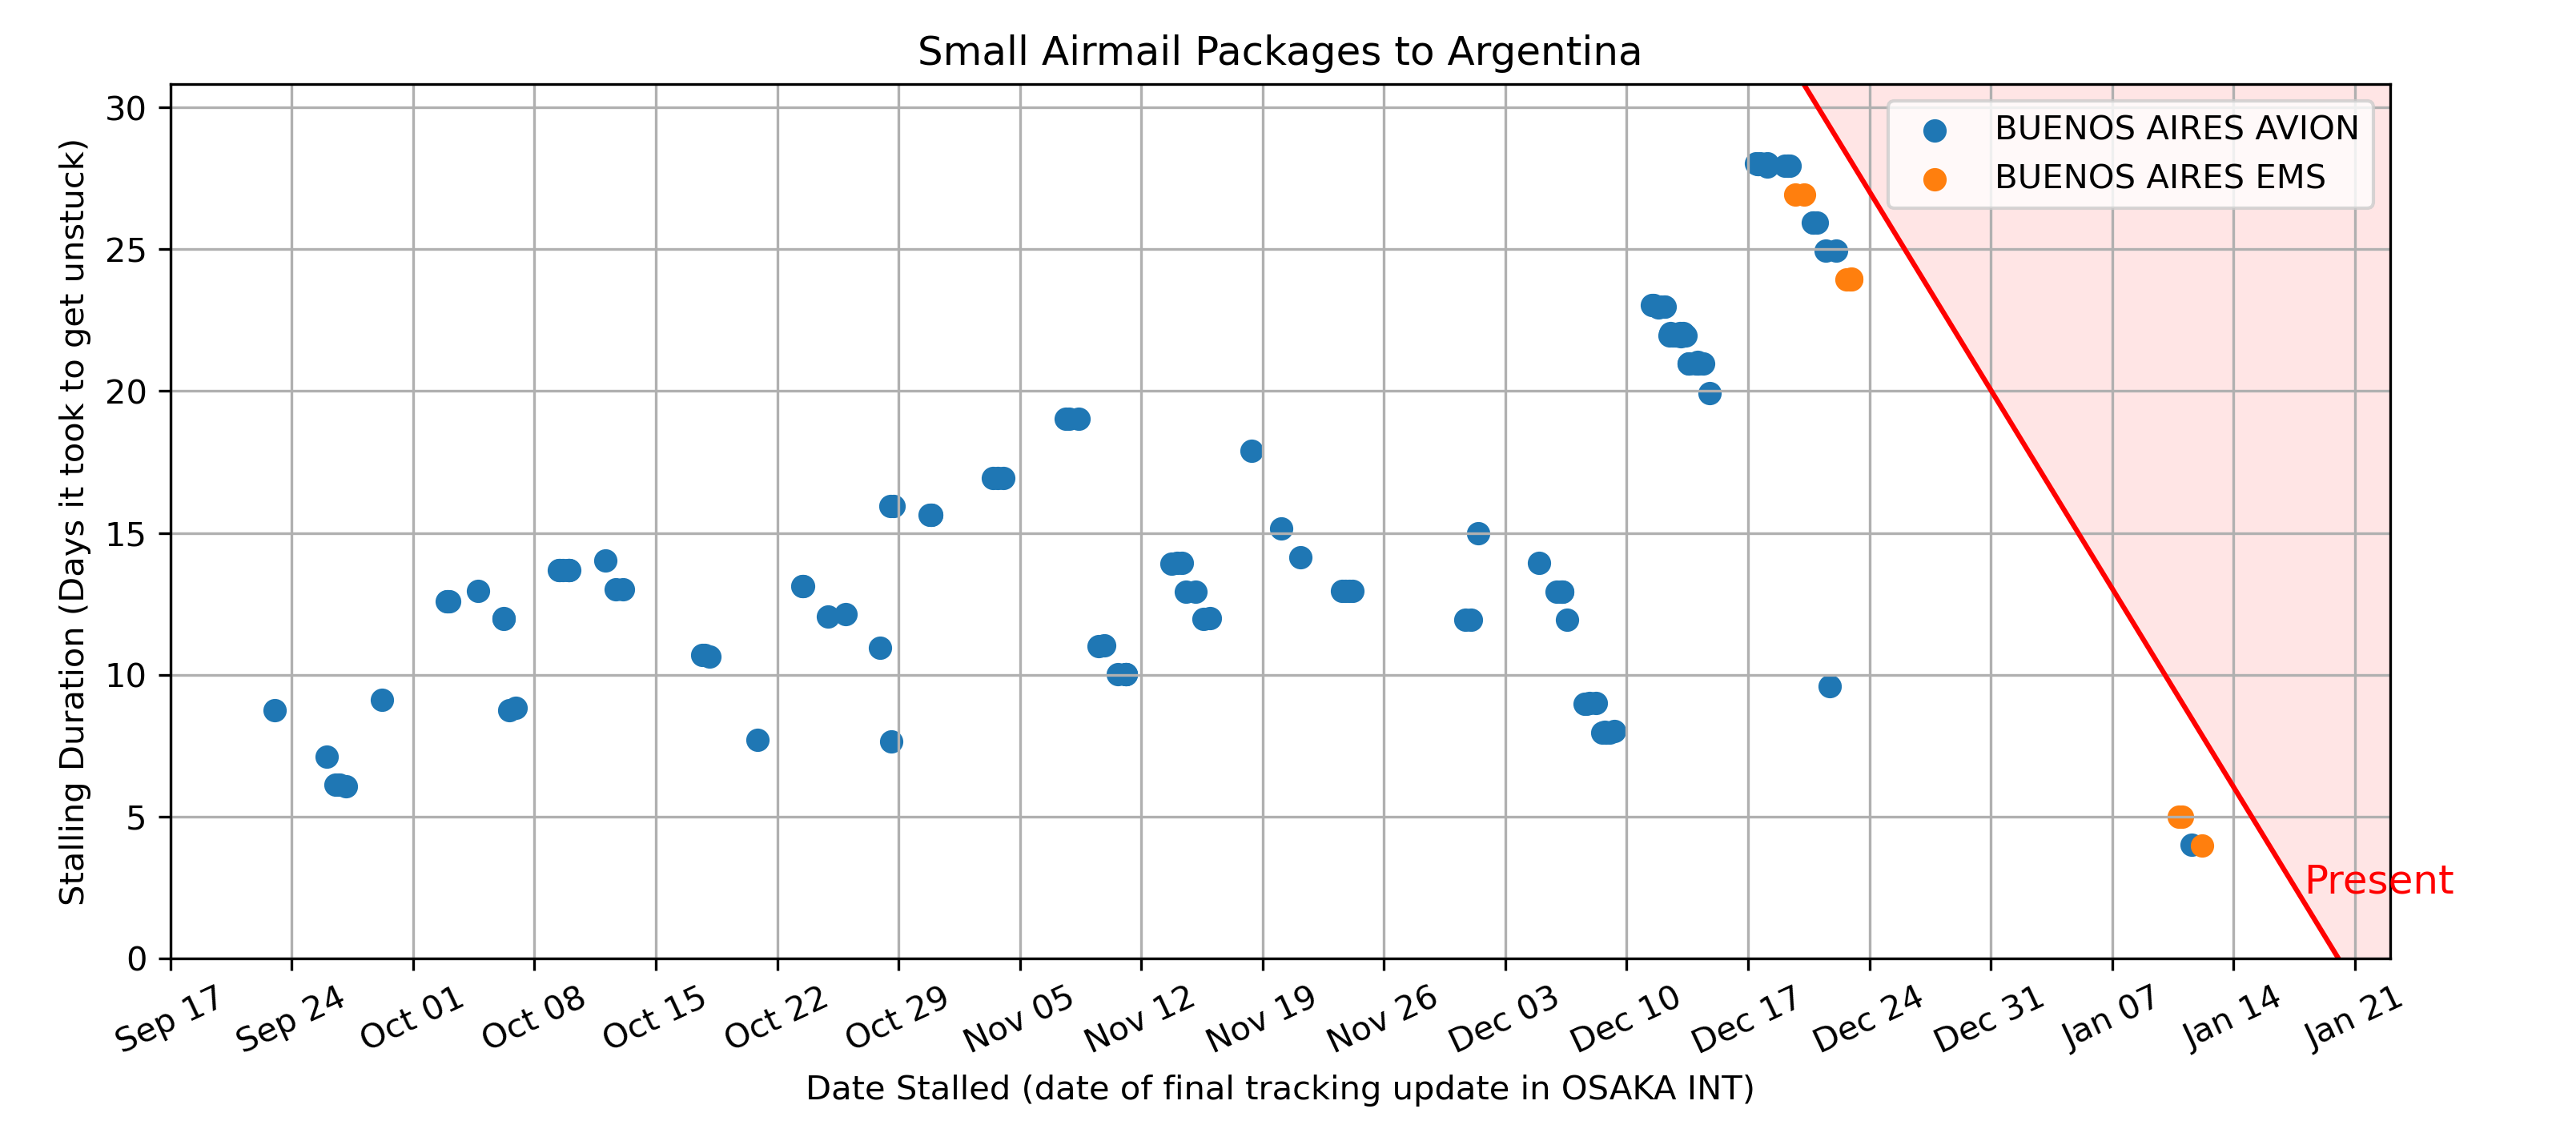 Small Airmail Packages to Argentina
Stalling Duration (Days it took to get unstuck)
30
25
20
15
10
5
0
BUENOS AIRES AVION
BUENOS AIRES EMS
Present
Sep 17
Sep 24
Oct 01
Oct 08
Oct 15
Oct 22
Oct 29
Nov 05
Nov 12
Nov 19
Nov 26
Dec 03
Dec 10
Dec 17
Dec 24
Dec 31
Jan 07
Jan 14
Jan 21
Date Stalled (date of final tracking update in OSAKA INT)